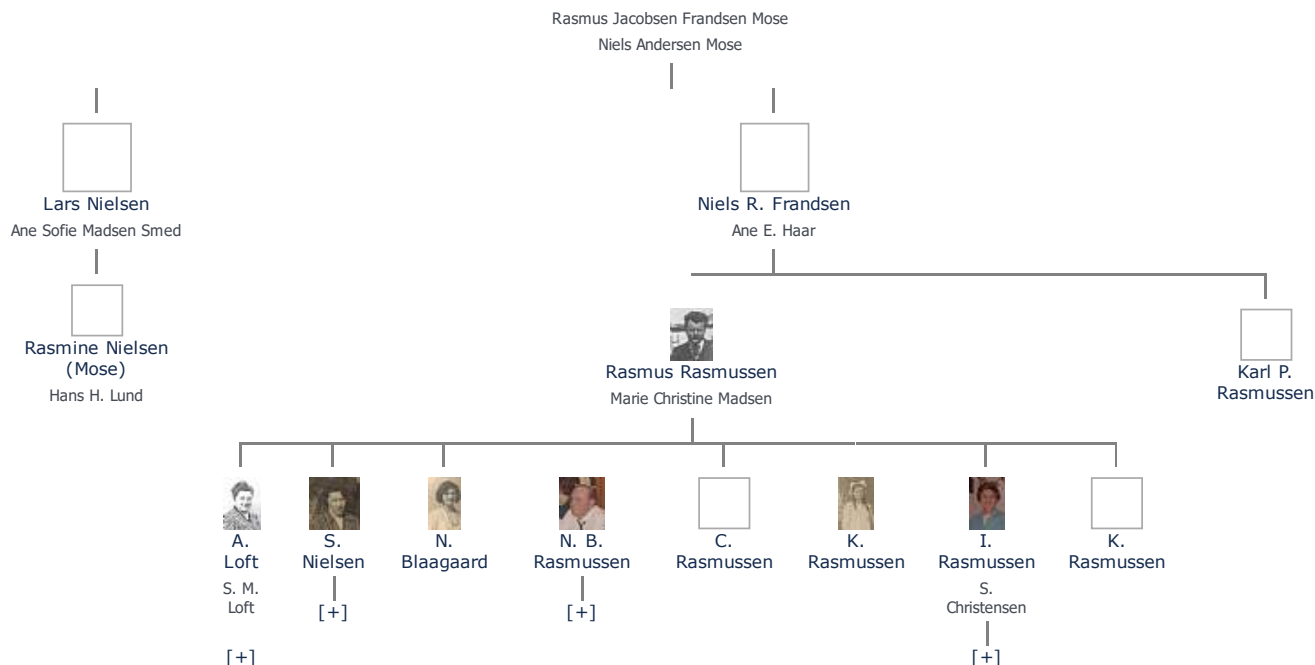 Rasmus Jacobsen Frandsen Mose
Niels Andersen Mose
Lars Nielsen
Ane Sofie Madsen Smed
Niels R. Frandsen
Ane E. Haar
Rasmine Nielsen
(Mose)
Hans H. Lund
Rasmus Rasmussen
Marie Christine Madsen
Karl P.
Rasmussen
A.
Loft
S. M.
Loft
[+]
S.
Nielsen
[+]
N.
Blaagaard
N. B.
Rasmussen
[+]
C.
Rasmussen
K.
Rasmussen
I.
Rasmussen
S.
Christensen
[+]
K.
Rasmussen